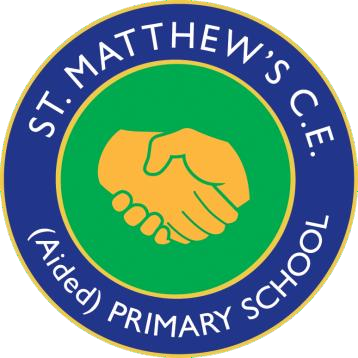 ST. MATTHEW'S C.E.
(Aided) PRIMARY SCHOOL